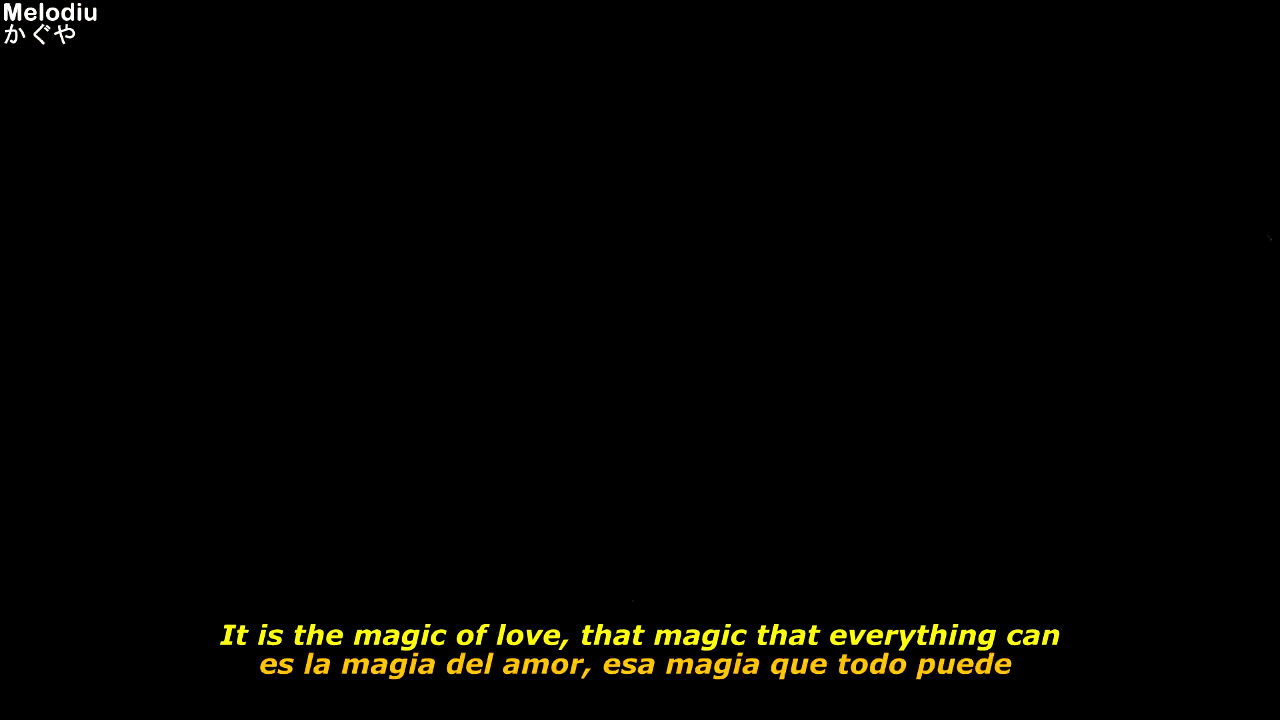 Melodiu
かぐや
It is the magic of love, that magic that everything can
es la magia del amor, esa magia que todo puede